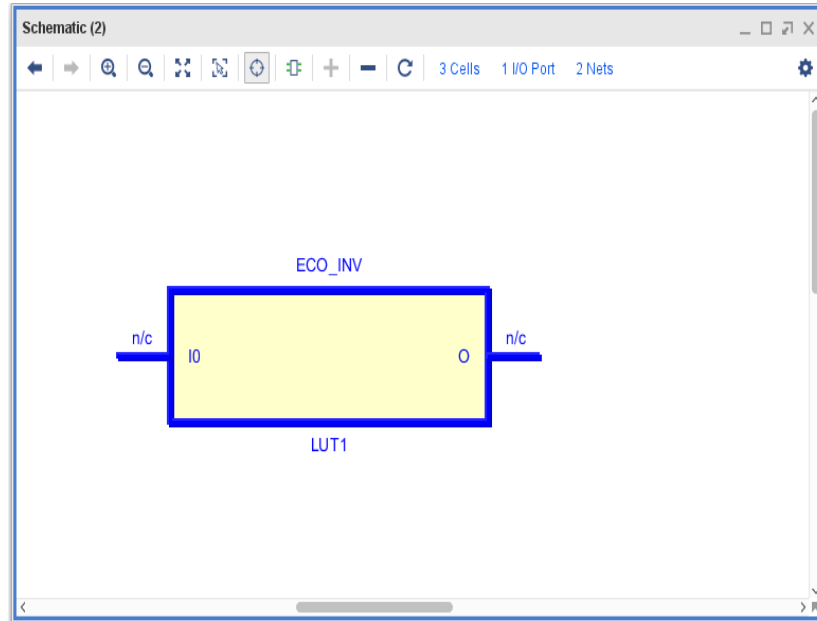 Schematic (2)
3 Cells 1 I/O Port 2 Nets
ECO_INV
n/c n/c
I0 O
LUT1